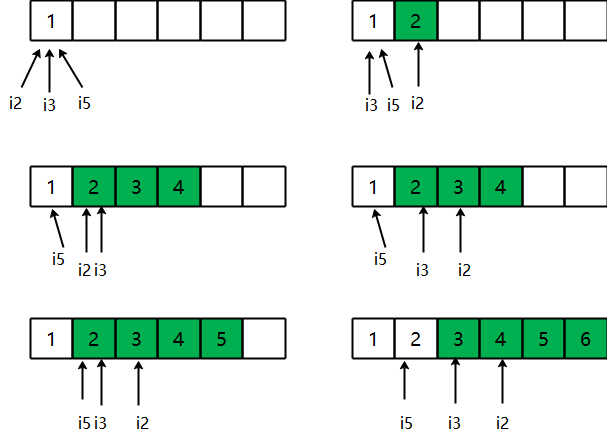 1
1 2
i2 i3 i5
i3 i5 i2
1 2 3 4
1 2 3 4
i5 i2 i3
i5 i3 i2
1 2 3 4 5
1 2 3 4 5 6
i5 i3 i2
i5 i3 i2